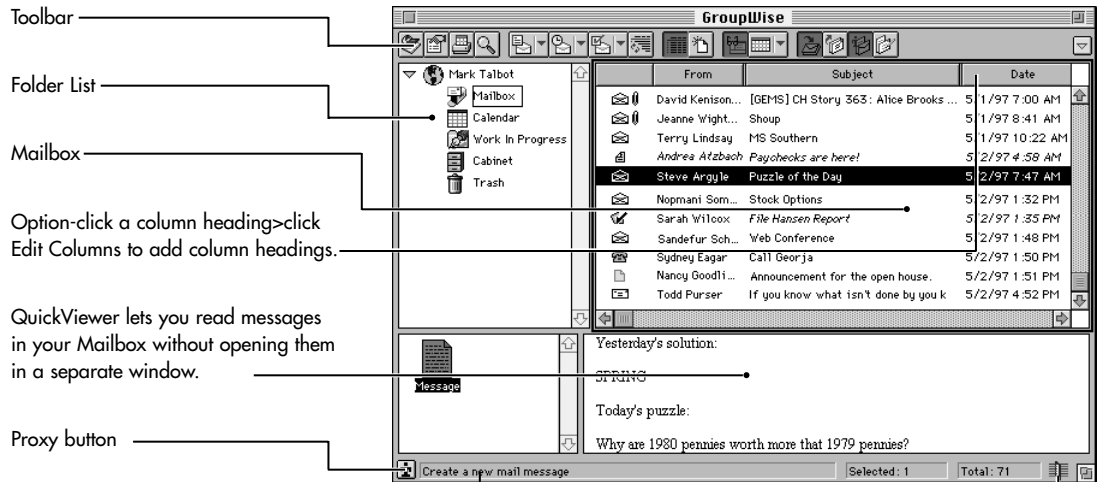 Toolbar
Folder List
Mailbox
Option-click a column heading>click
Edit Columns to add column headings.
QuickViewer lets you read messages
in your Mailbox without opening them
in a separate window.
Proxy button
GroupWise
Mark Talbot
Mailbox
Calendar
Work In Progress
Cabinet
Trash
From Subject Date
David Kenison... [GEMS] CH Story 363: Alice Brooks ... 5/1/97 7:00 AM
Jeanne Wight... Shoup 5/1/97 8:41 AM
Terry Lindsay MS Southern 5/1/97 10:22 AM
Andrea Atzbach Paychecks are here! 5/2/97 4:58 AM
Steve Argyle Puzzle of the Day 5/2/97 7:47 AM
Nopmani Som... Stock Options 5/2/97 1:32 PM
Sarah Wilcox File Hansen Report 5/2/97 1:35 PM
Sandefur Sch... Web Conference 5/2/97 1:48 PM
Sydney Eagar Call Georja 5/2/97 1:50 PM
Nancy Goodli... Announcement for the open house. 5/2/97 1:51 PM
Todd Purser If you know what isn't done by you k 5/2/97 4:52 PM
Message
Yesterday's solution:
SPRING
Today's puzzle:
Why are 1980 pennies worth more that 1979 pennies?
Create a new mail message Selected: 1 Total: 71